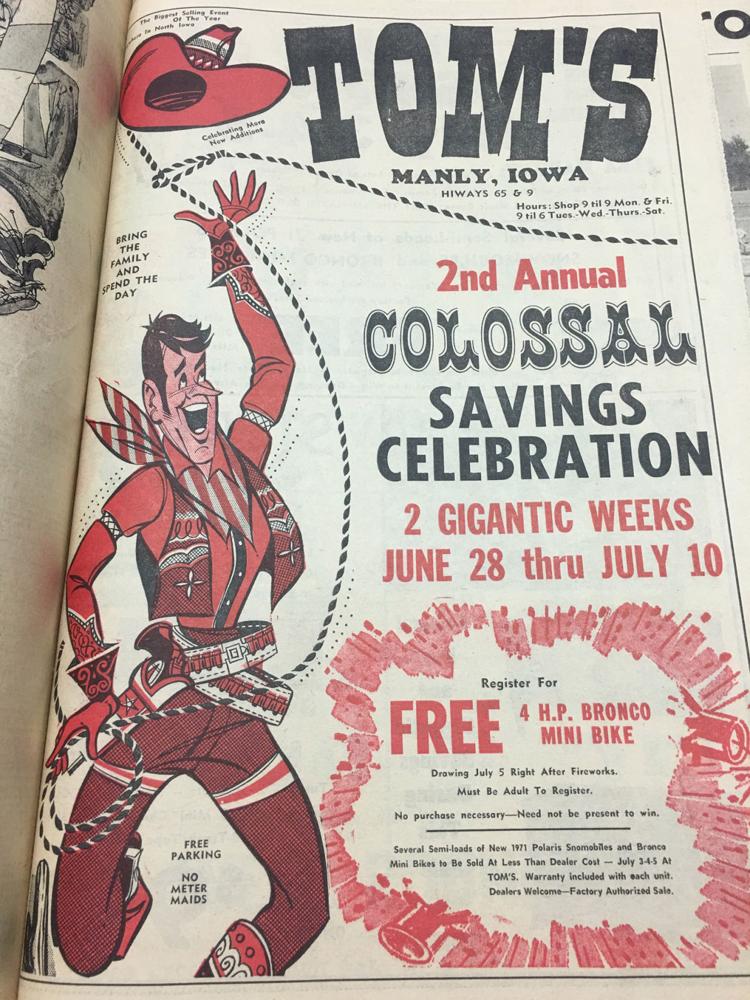 The Biggest Selling Event
Of The Year
here In North Iowa
TOM'S
Celebrating More
New Additions
MANLY, IOWA
HIWAYS 65 & 9
Hours: Shop 9 til 9 Mon. & Fri.
9 til 6 Tues.-Wed.-Thurs.-Sat.
BRING
THE
FAMILY
AND
SPEND THE
DAY
2nd Annual
COLOSSAL
SAVINGS
CELEBRATION
2 GIGANTIC WEEKS
JUNE 28 thru JULY 10
Register For
FREE 4 H.P. BRONCO
MINI BIKE
Drawing July 5 Right After Fireworks.
Must Be Adult To Register.
No purchase necessary—Need not be present to win.
Several Semi-loads of New 1971 Polaris Snomobiles and Bronco
Mini Bikes to be Sold At Less Than Dealer Cost — July 3-4-5 At
TOM'S. Warranty included with each unit.
Dealers Welcome—Factory Authorized Sale.
FREE
PARKING
NO
METER
MAIDS